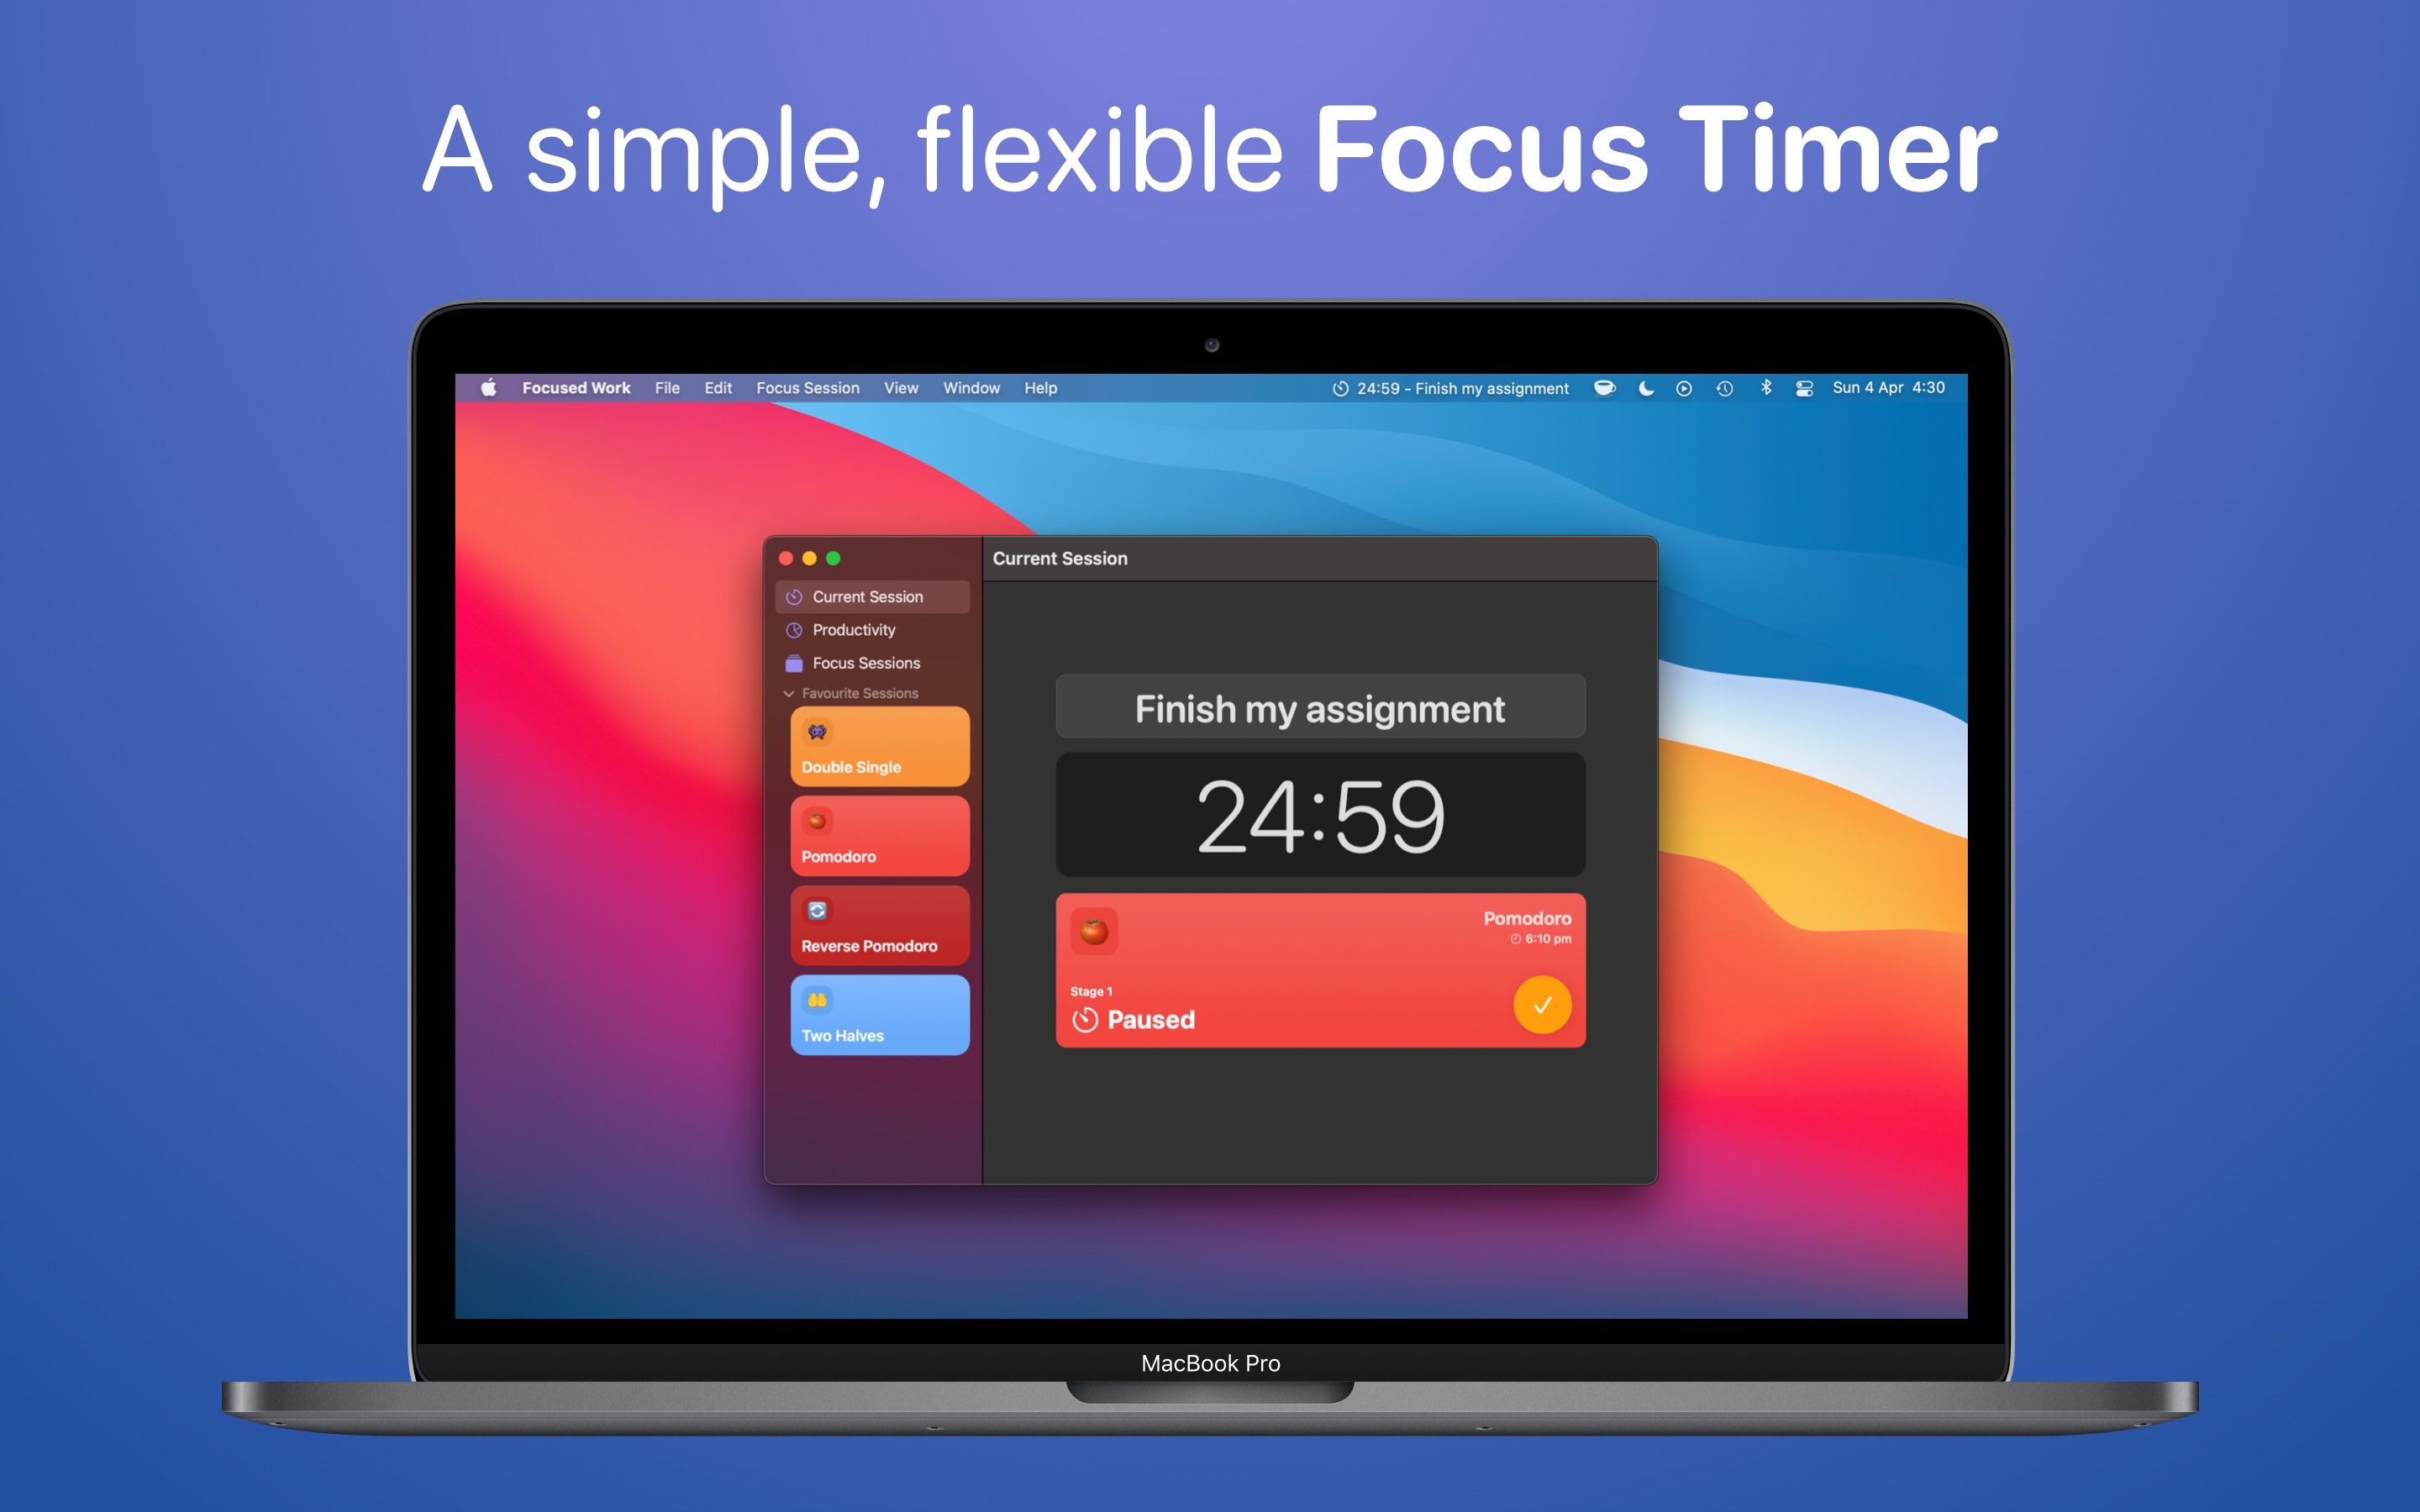 A simple, flexible Focus Timer
Focused Work File Edit Focus Session View Window Help 24:59 - Finish my assignment Sun 4 Apr 4:30
Current Session
Productivity
Focus Sessions
Favourite Sessions
Double Single
Pomodoro
Reverse Pomodoro
Two Halves
Current Session
Finish my assignment
24:59
Pomodoro
6:10 pm
Stage 1
Paused
MacBook Pro